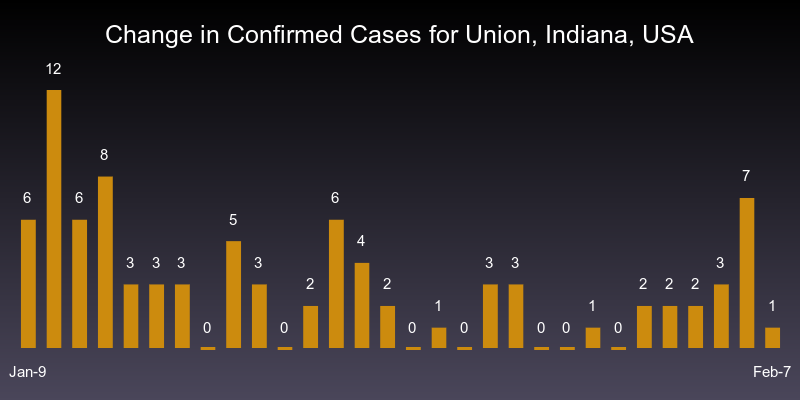 Change in Confirmed Cases for Union, Indiana, USA
6 12 6 8 3 3 3 0 5 3 0 2 6 4 2 0 1 0 3 3 0 0 1 0 2 2 2 3 7 1
Jan-9 Feb-7